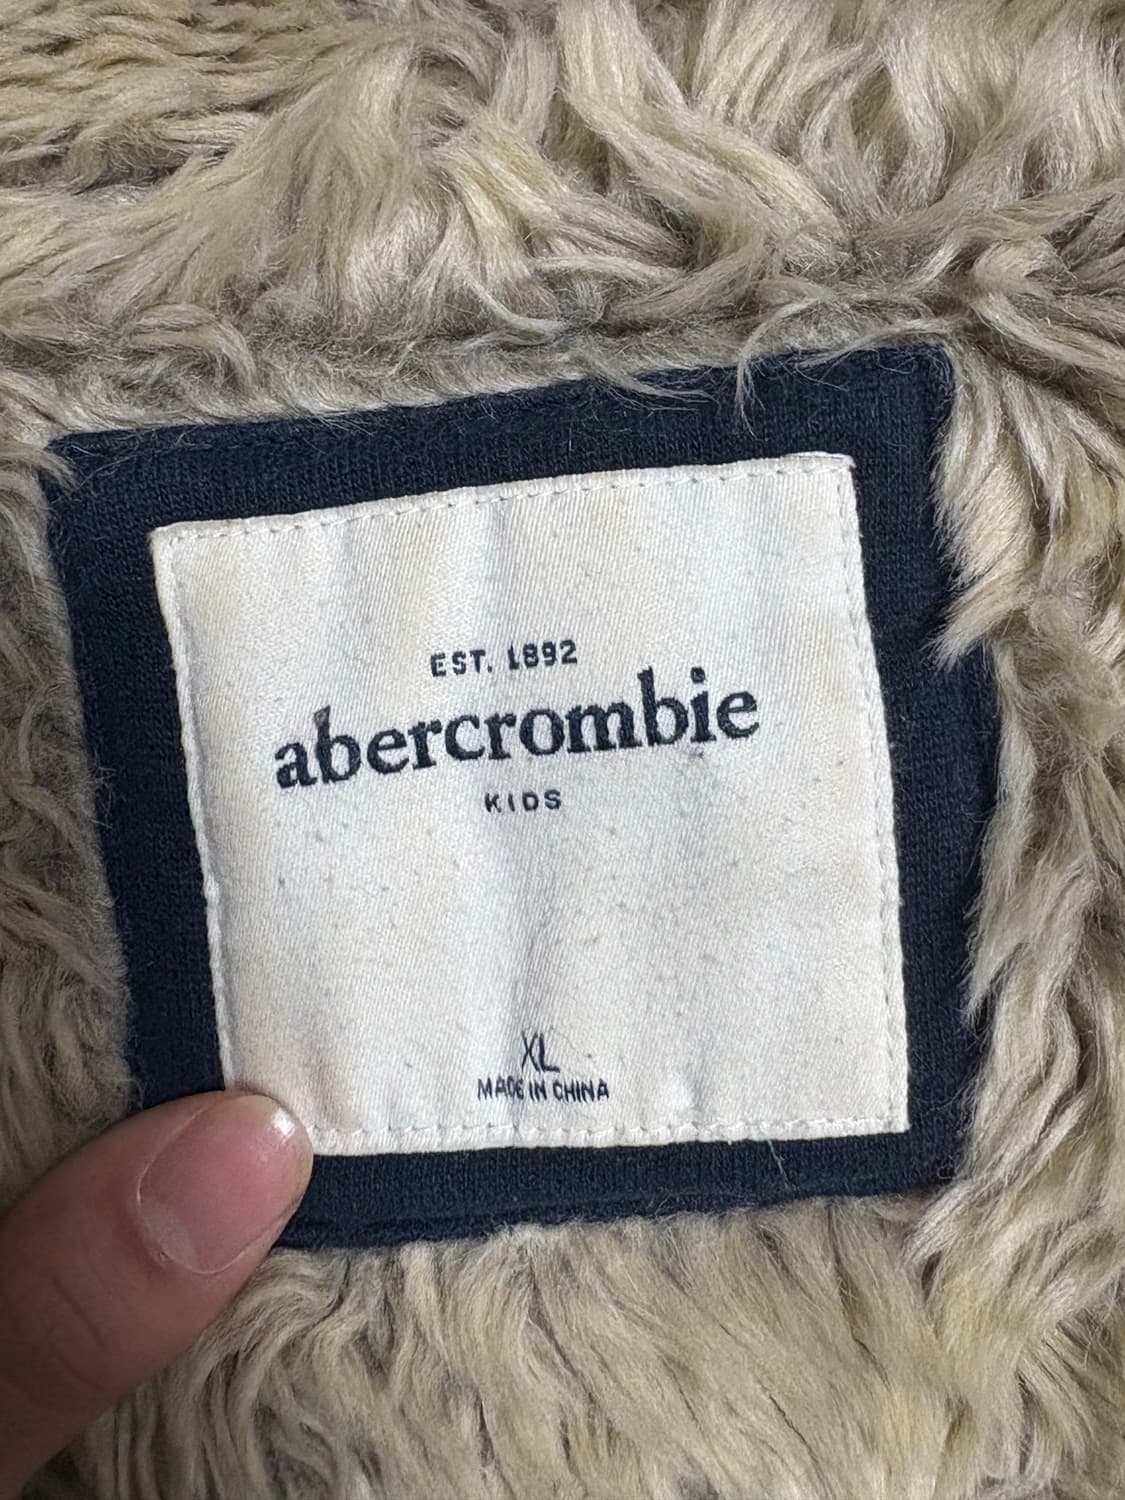 EST. 1892
abercrombie
KIDS
XL
MADE IN CHINA